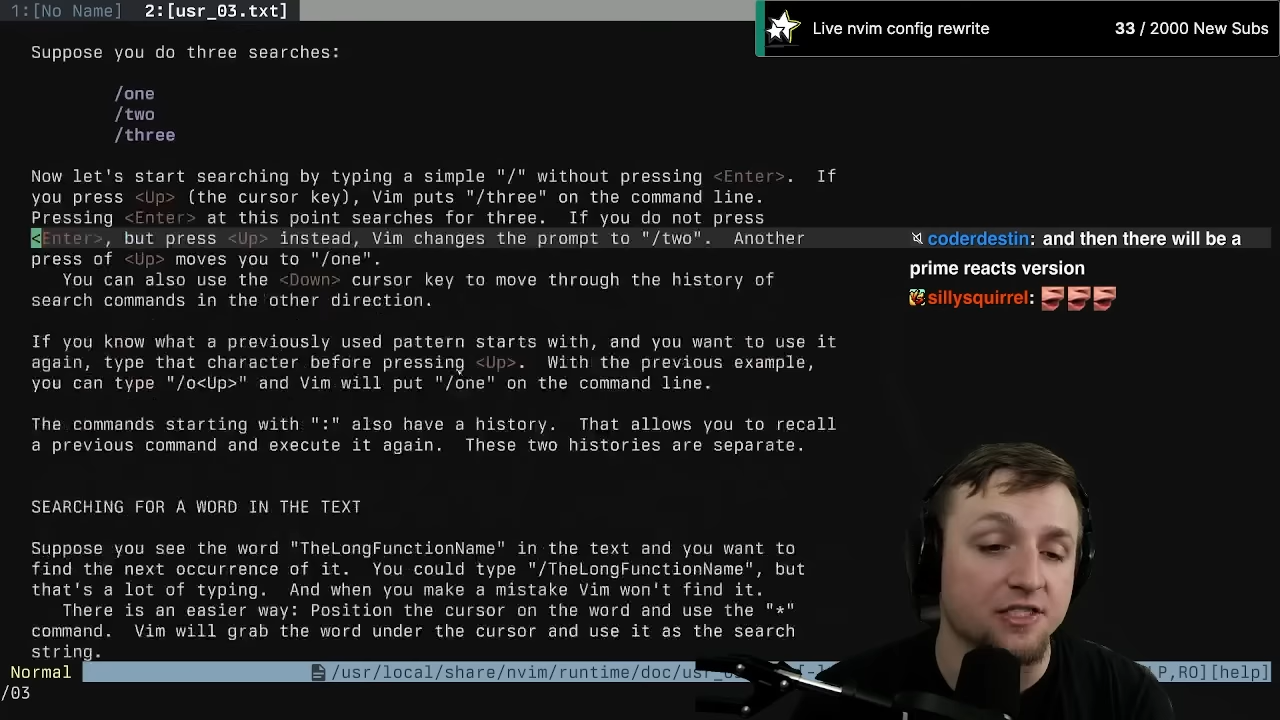 1:[No Name]  2:[usr_03.txt]
Live nvim config rewrite 33 / 2000 New Subs
Suppose you do three searches:
/one
/two
/three
Now let's start searching by typing a simple "/" without pressing <Enter>.  If
you press <Up> (the cursor key), Vim puts "/three" on the command line.
Pressing <Enter> at this point searches for three.  If you do not press
<Enter>, but press <Up> instead, Vim changes the prompt to "/two".  Another
press of <Up> moves you to "/one".
You can also use the <Down> cursor key to move through the history of
search commands in the other direction.
If you know what a previously used pattern starts with, and you want to use it
again, type that character before pressing <Up>.  With the previous example,
you can type "/o<Up>" and Vim will put "/one" on the command line.
The commands starting with ":" also have a history.  That allows you to recall
a previous command and execute it again.  These two histories are separate.
SEARCHING FOR A WORD IN THE TEXT
Suppose you see the word "TheLongFunctionName" in the text and you want to
find the next occurrence of it.  You could type "/TheLongFunctionName", but
that's a lot of typing.  And when you make a mistake Vim won't find it.
There is an easier way: Position the cursor on the word and use the "*"
command.  Vim will grab the word under the cursor and use it as the search
string.
coderdestin: and then there will be a
prime reacts version
sillysquirrel:
Normal /usr/local/share/nvim/runtime/doc/usr_ [-] P,RO][help]
/03